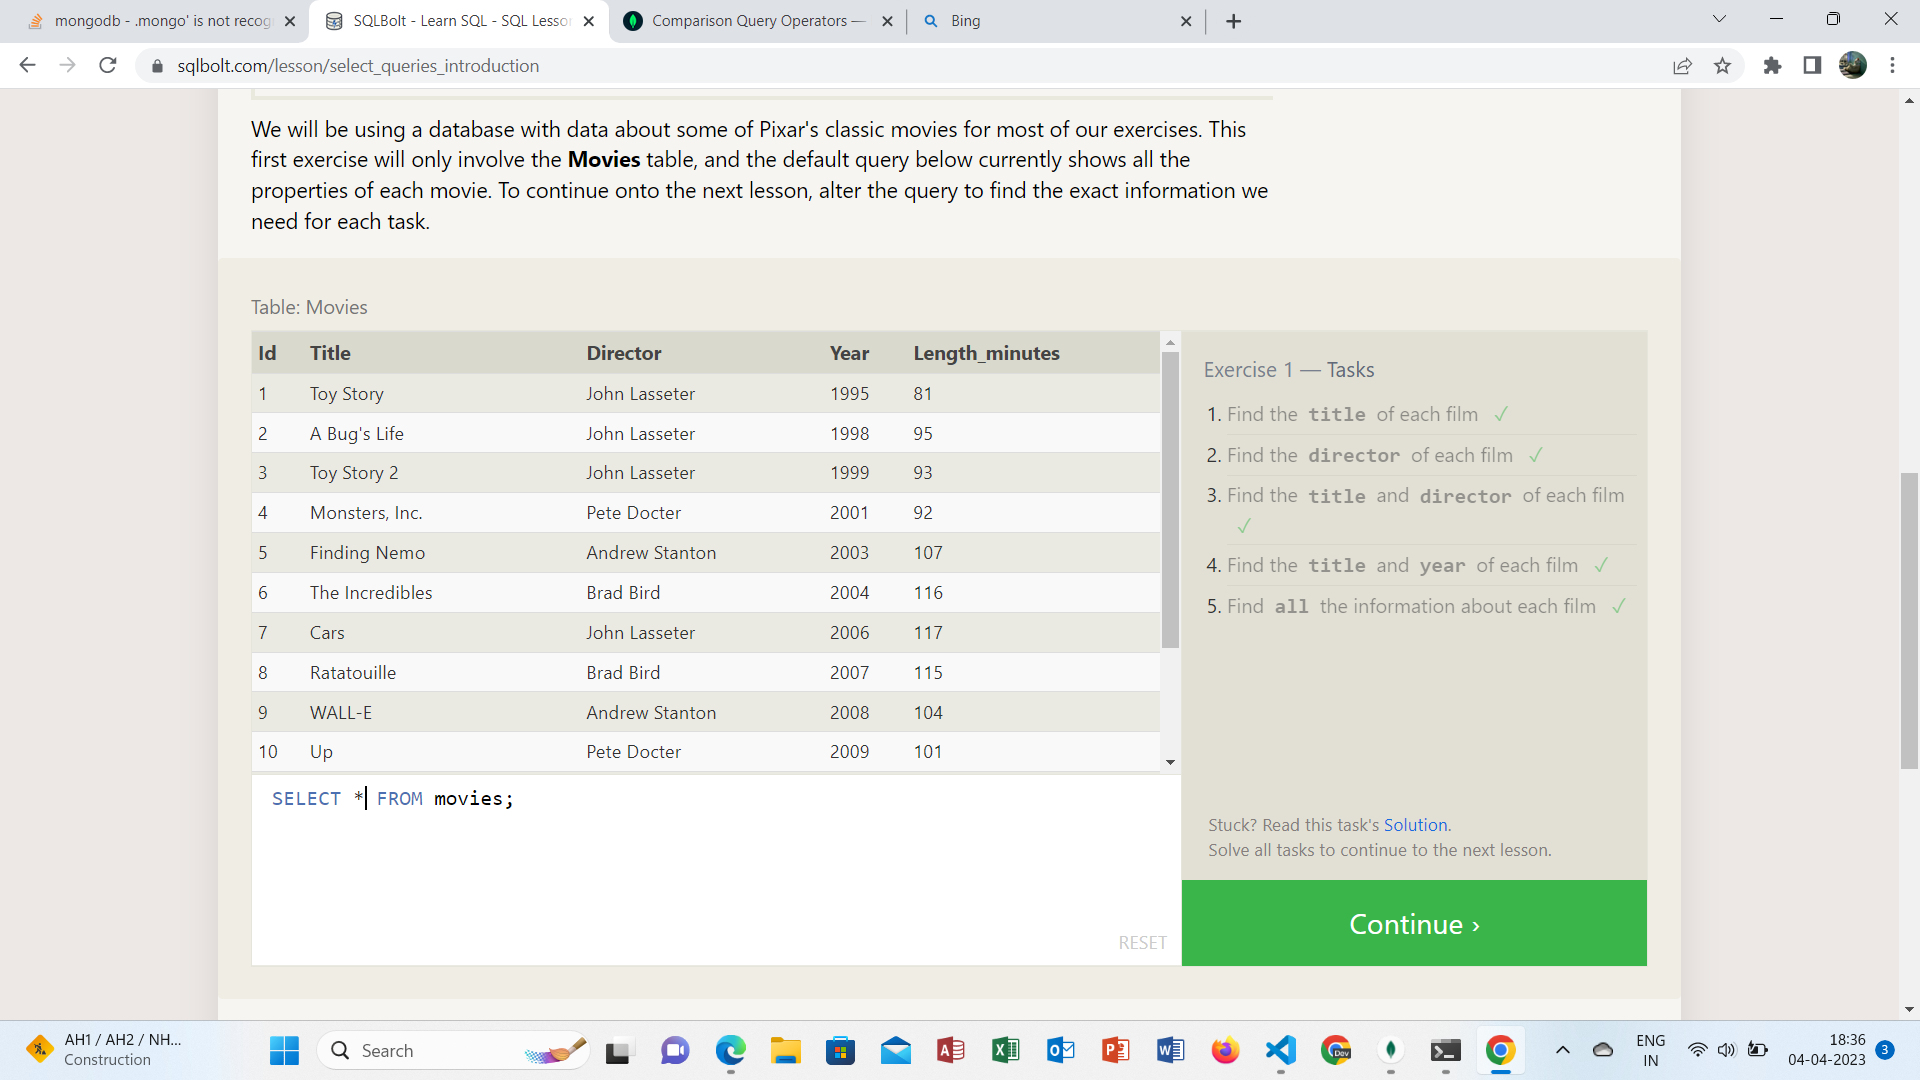 mongodb - .mongo' is not recog
SQLBolt - Learn SQL - SQL Lesson
Comparison Query Operators —
Bing
sqlbolt.com/lesson/select_queries_introduction
We will be using a database with data about some of Pixar's classic movies for most of our exercises. This
first exercise will only involve the Movies table, and the default query below currently shows all the
properties of each movie. To continue onto the next lesson, alter the query to find the exact information we
need for each task.
Table: Movies
Id Title Director Year Length_minutes
1 Toy Story John Lasseter 1995 81
2 A Bug's Life John Lasseter 1998 95
3 Toy Story 2 John Lasseter 1999 93
4 Monsters, Inc. Pete Docter 2001 92
5 Finding Nemo Andrew Stanton 2003 107
6 The Incredibles Brad Bird 2004 116
7 Cars John Lasseter 2006 117
8 Ratatouille Brad Bird 2007 115
9 WALL-E Andrew Stanton 2008 104
10 Up Pete Docter 2009 101
SELECT * FROM movies;
RESET
Exercise 1 — Tasks
1. Find the title of each film ✓
2. Find the director of each film ✓
3. Find the title and director of each film
✓
4. Find the title and year of each film ✓
5. Find all the information about each film ✓
Stuck? Read this task's Solution.
Solve all tasks to continue to the next lesson.
Continue ›
AH1 / AH2 / NH...
Construction
Search
Dev
ENG
IN
18:36
04-04-2023
3